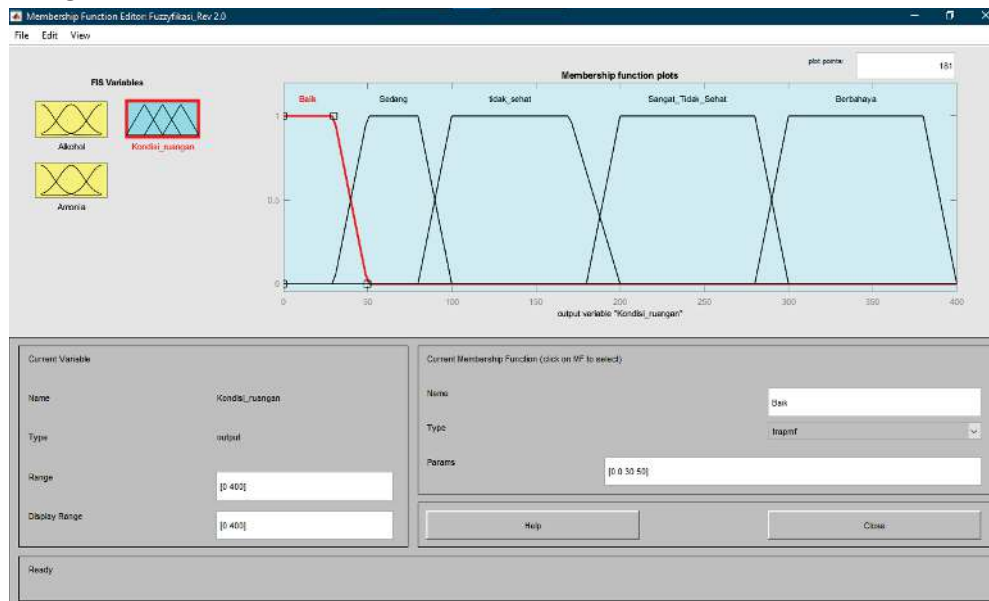 Membership Function Editor: Fuzzyfikasi_Rev 2.0
File Edit View
FIS Variables
Alkohol
Kondisi_ruangan
Amonia
plot points:
181
Membership function plots
Baik
Sedang
tidak_sehat
Sangat_Tidak_Sehat
Berbahaya
1
0.5
0
0 50 100 150 200 250 300 350 400
output variable "Kondisi_ruangan"
Current Variable
Name Kondisi_ruangan
Type output
Range [0 400]
Display Range [0 400]
Current Membership Function (click on MF to select)
Name Baik
Type trapmf
Params [0 0 30 50]
Help
Close
Ready